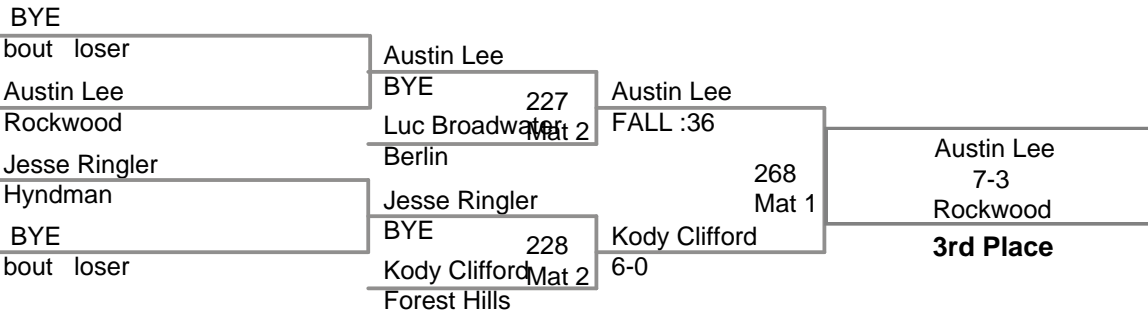 BYE
bout loser
Austin Lee
Rockwood
Jesse Ringler
Hyndman
BYE
bout loser
Austin Lee
BYE
227
Mat 2
Luc Broadwater
Berlin
Jesse Ringler
BYE
228
Mat 2
Kody Clifford
Forest Hills
Austin Lee
FALL :36
268
Mat 1
Kody Clifford
6-0
Austin Lee
7-3
Rockwood
3rd Place